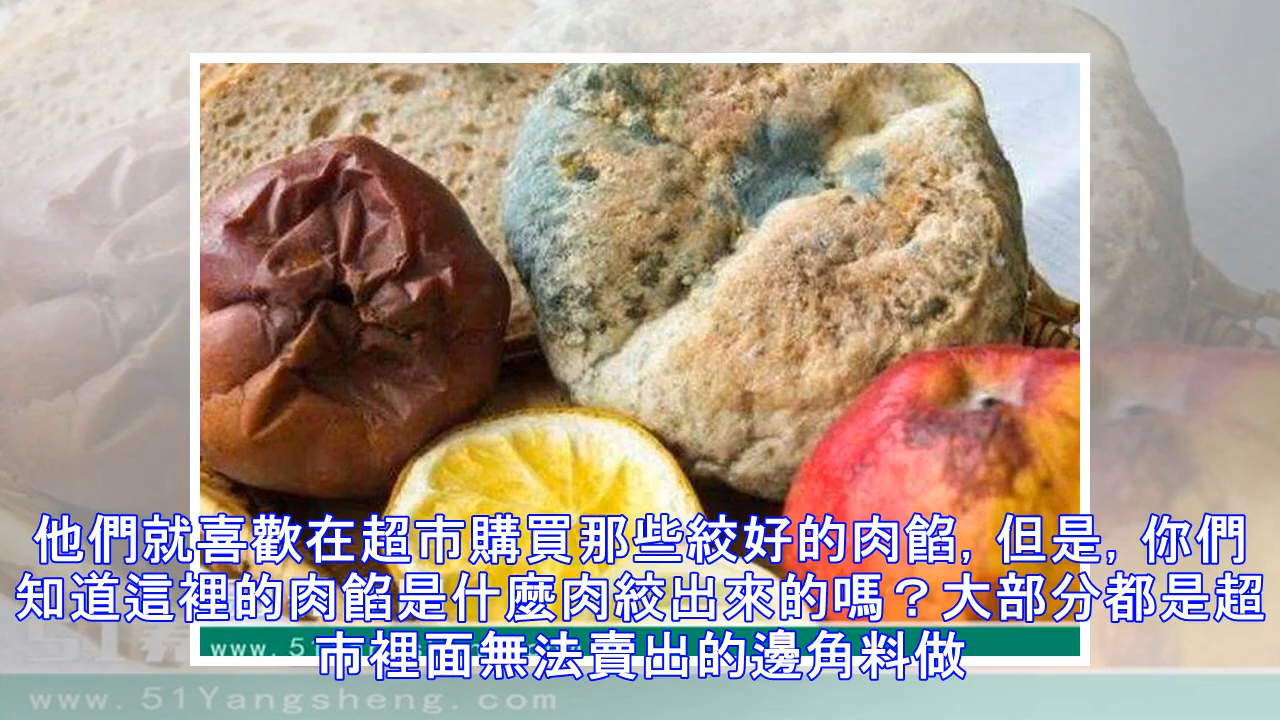 他們就喜歡在超市購買那些絞好的肉餡, 但是, 你們
知道這裡的肉餡是什麼肉絞出來的嗎？大部分都是超
市裡面無法賣出的邊角料做
www.51Yangsheng.com